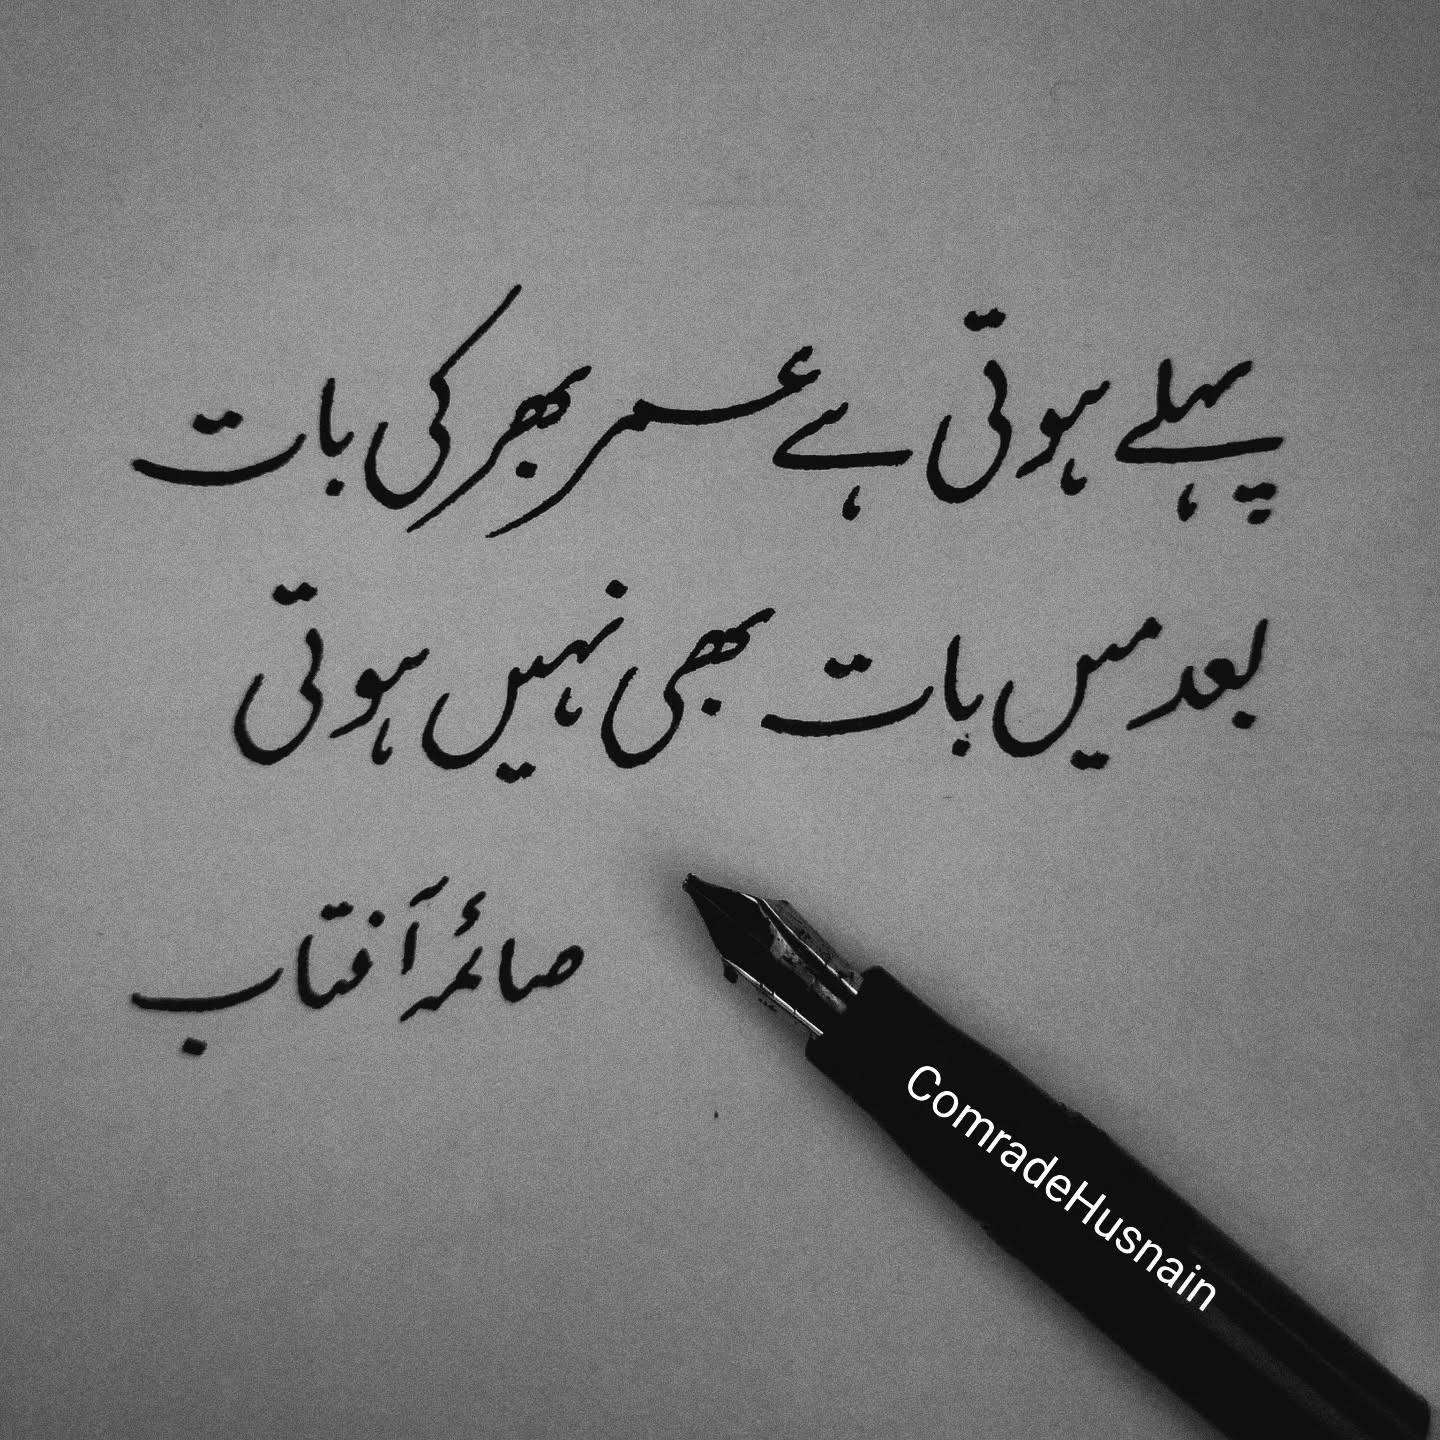 پہلے ہوتی ہے عمر بھر کی بات
بعد میں بات بھی نہیں ہوتی
صائمہ آفتاب
ComradeHusnain